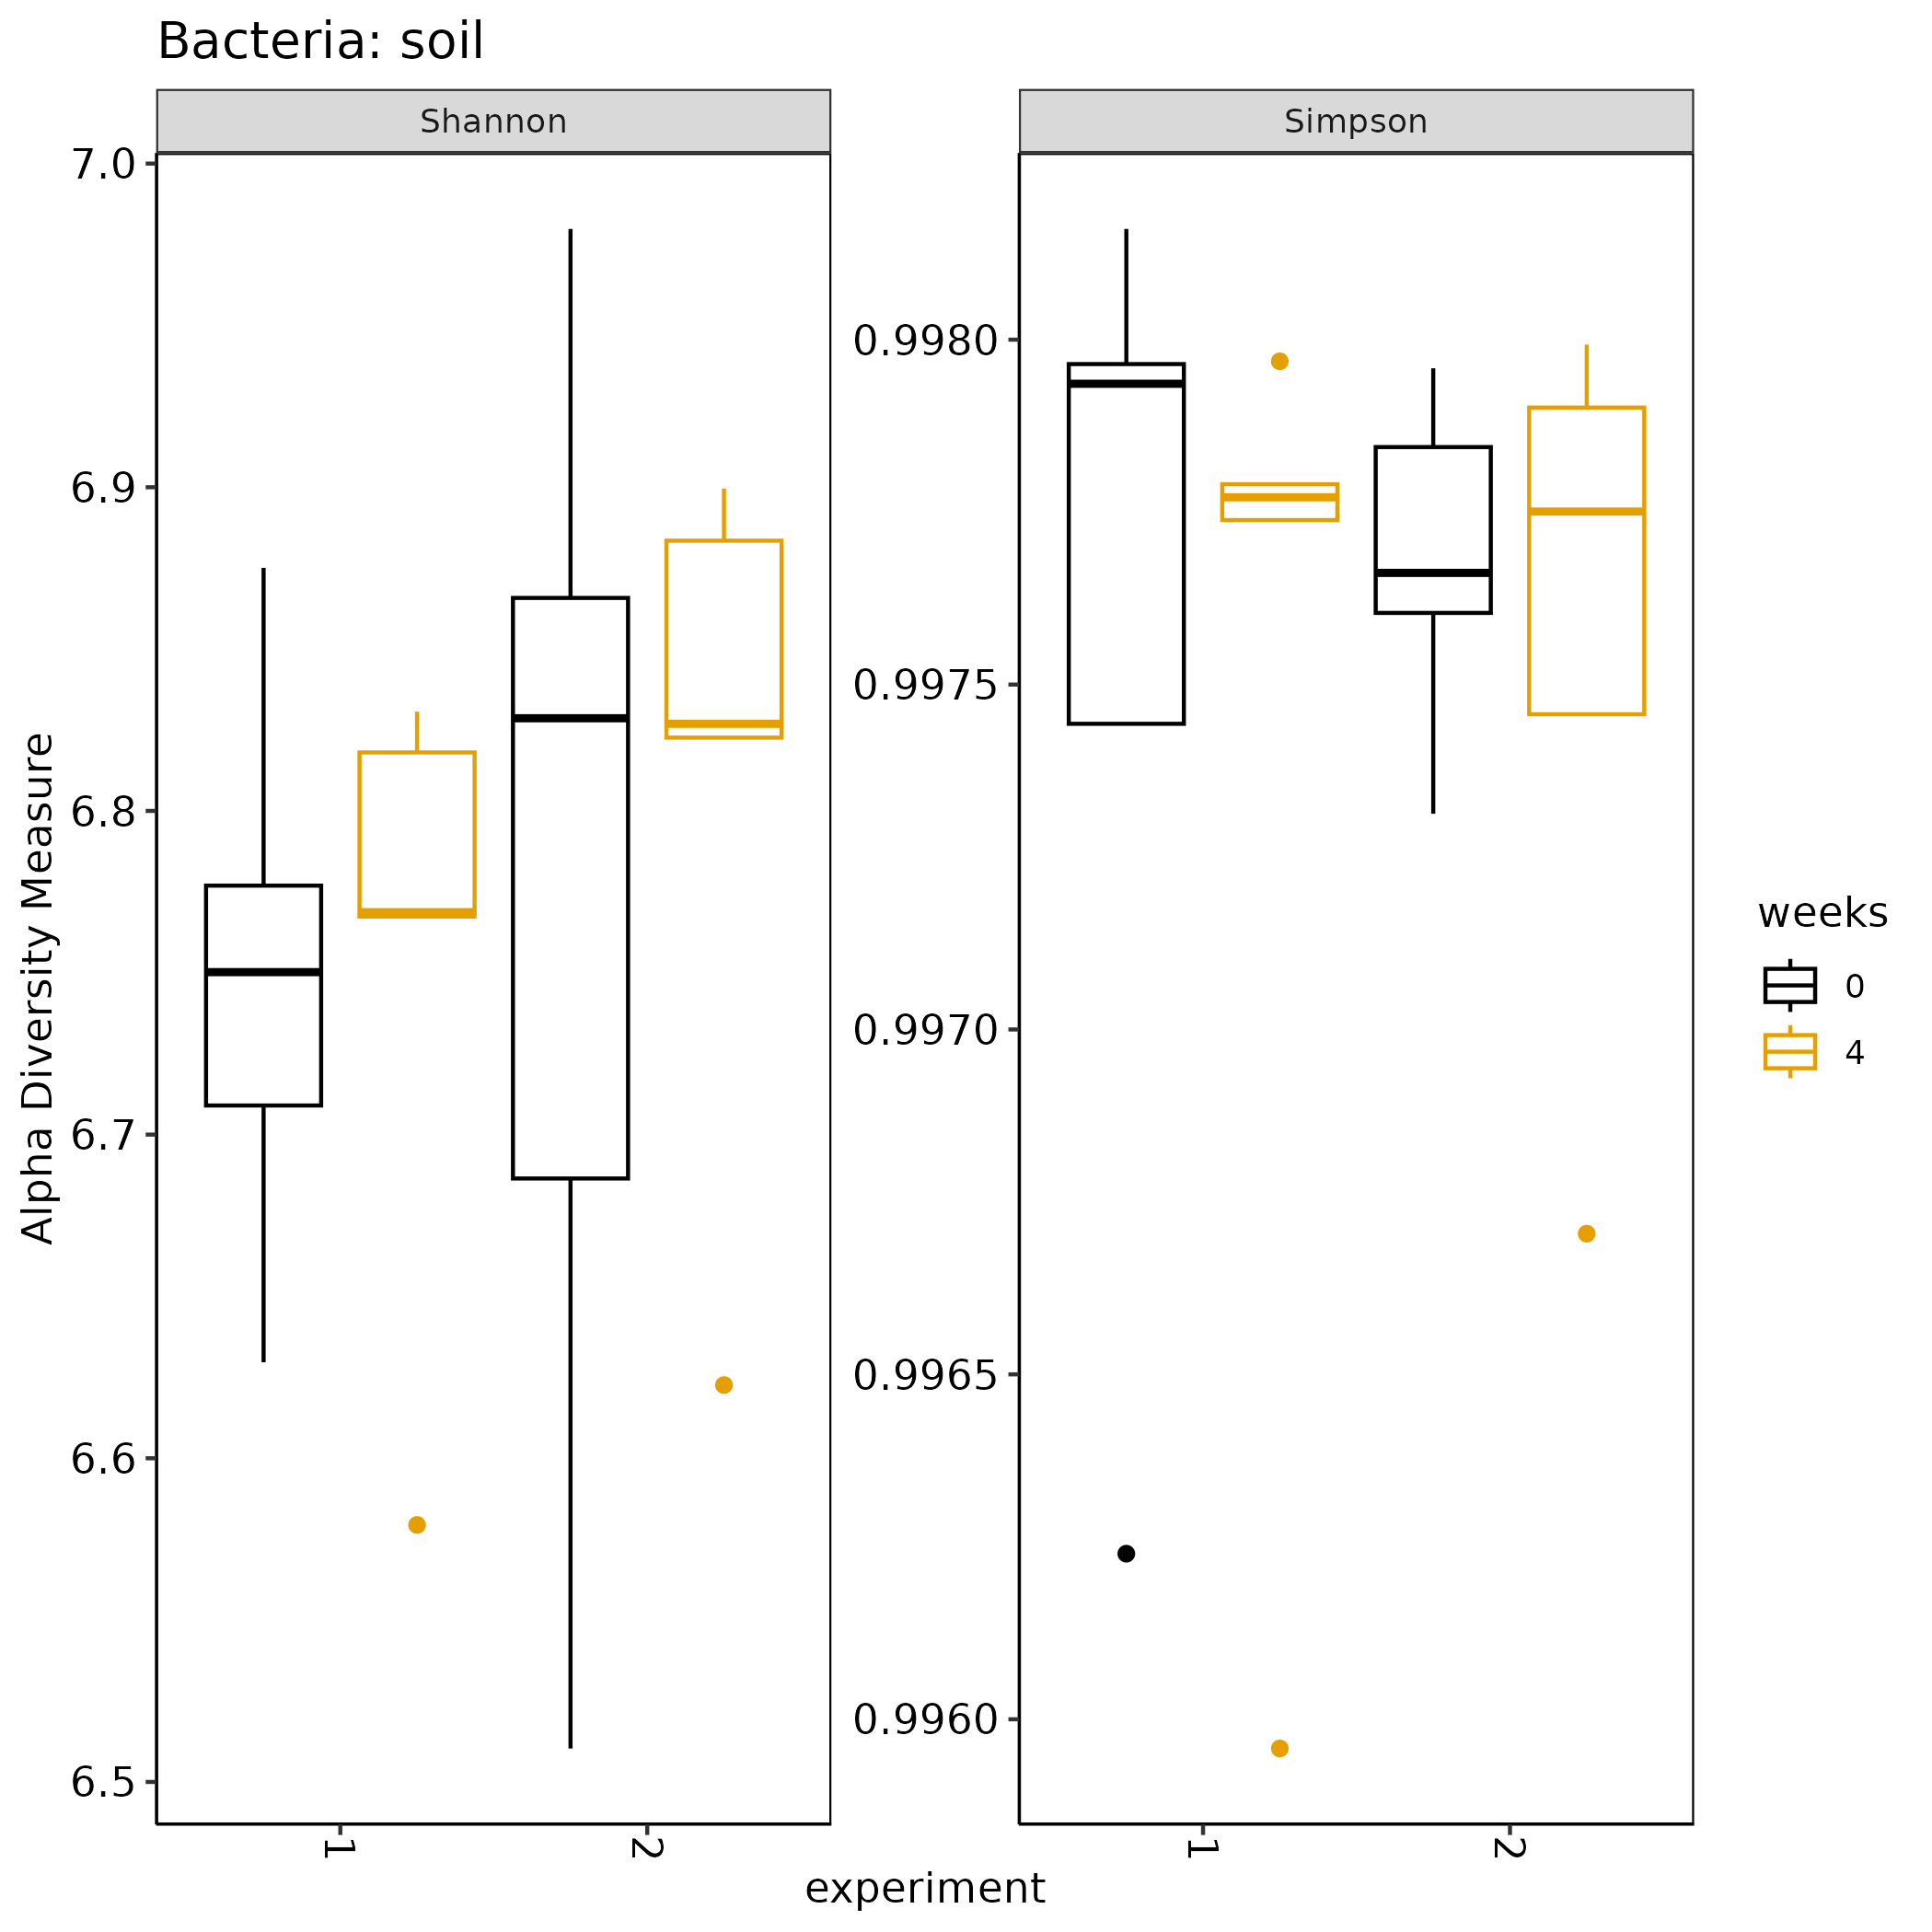 Bacteria: soil
Shannon
Simpson
Alpha Diversity Measure
7.0
6.9
6.8
6.7
6.6
6.5
0.9980
0.9975
0.9970
0.9965
0.9960
1
2
1
2
experiment
weeks
0
4